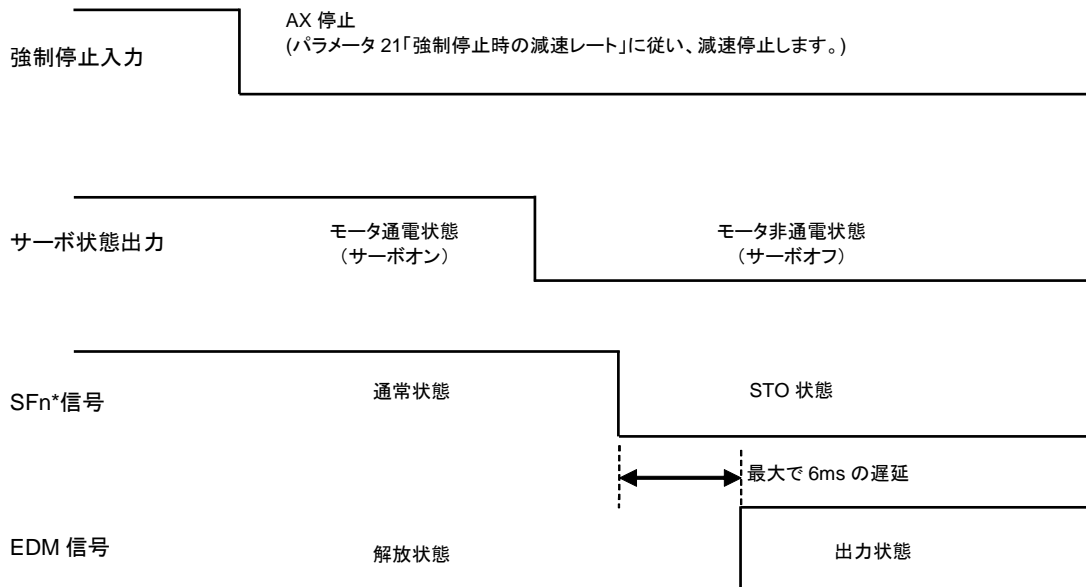 AX 停止
(パラメータ 21「強制停止時の減速レート」に従い、減速停止します。)
強制停止入力
サーボ状態出力
モータ通電状態
（サーボオン）
モータ非通電状態
（サーボオフ）
SFn*信号
通常状態
STO 状態
最大で 6ms の遅延
EDM 信号
解放状態
出力状態